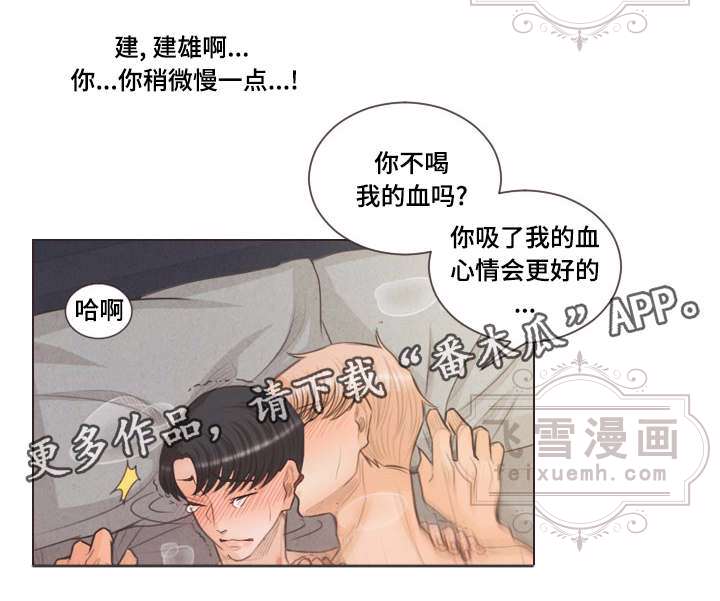 建, 建雄啊...
你...你稍微慢一点...!
你不喝
我的血吗?
你吸了我的血
心情会更好的
...
哈啊
更多作品，请下载“番木瓜”APP。
飞雪漫画
feixuemh.com